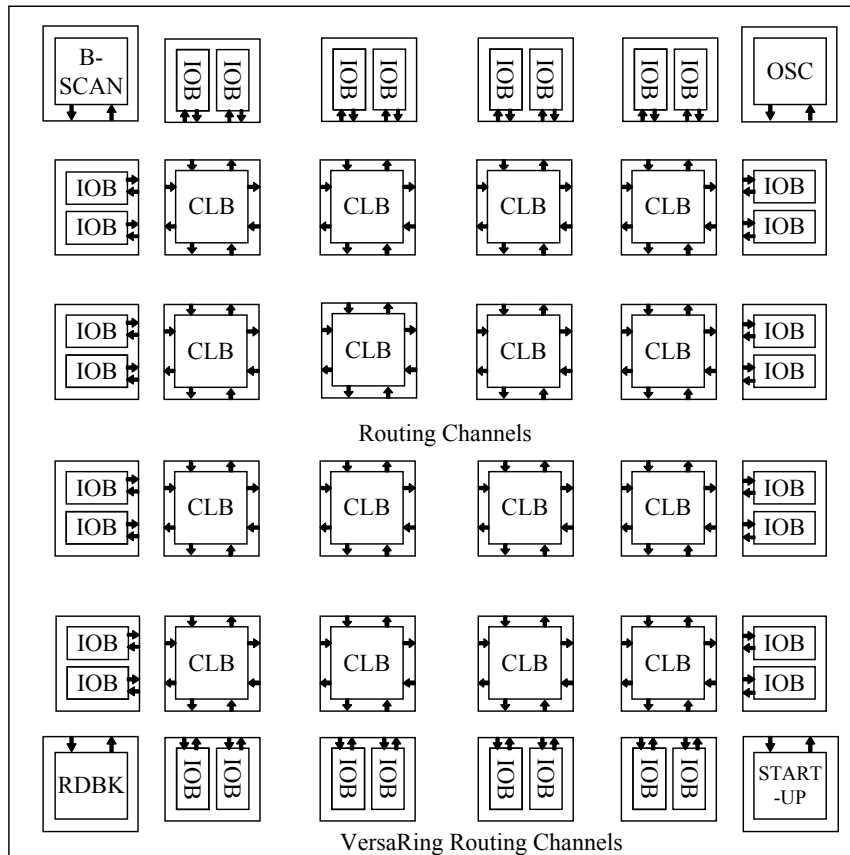 B-
SCAN
IOB IOB IOB IOB IOB IOB IOB IOB
OSC
IOB CLB CLB CLB CLB IOB
IOB IOB
IOB CLB CLB CLB CLB IOB
IOB IOB
Routing Channels
IOB CLB CLB CLB CLB IOB
IOB IOB
IOB CLB CLB CLB CLB IOB
IOB IOB
RDBK IOB IOB IOB IOB IOB IOB IOB IOB START
-UP
VersaRing Routing Channels